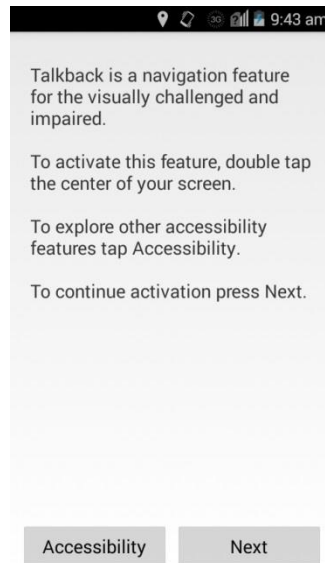 3G 9:43 am
Talkback is a navigation feature
for the visually challenged and
impaired.
To activate this feature, double tap
the center of your screen.
To explore other accessibility
features tap Accessibility.
To continue activation press Next.
Accessibility Next